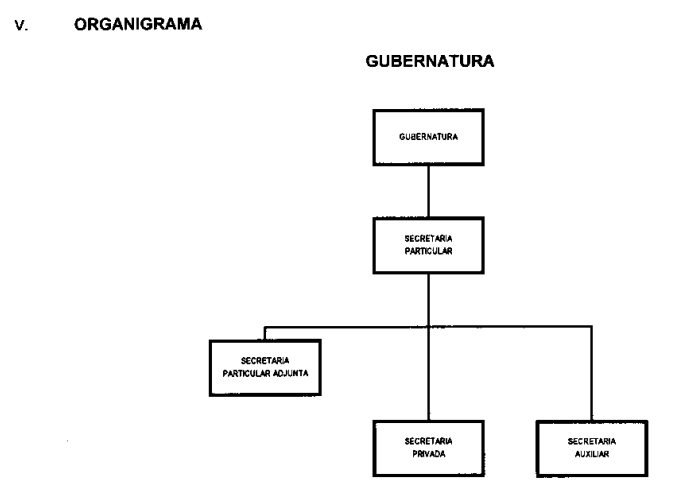 V. ORGANIGRAMA
GUBERNATURA
GUBERNATURA
SECRETARIA
PARTICULAR
SECRETARIA
PARTICULAR ADJUNTA
SECRETARIA
PRIVADA
SECRETARIA
AUXILIAR